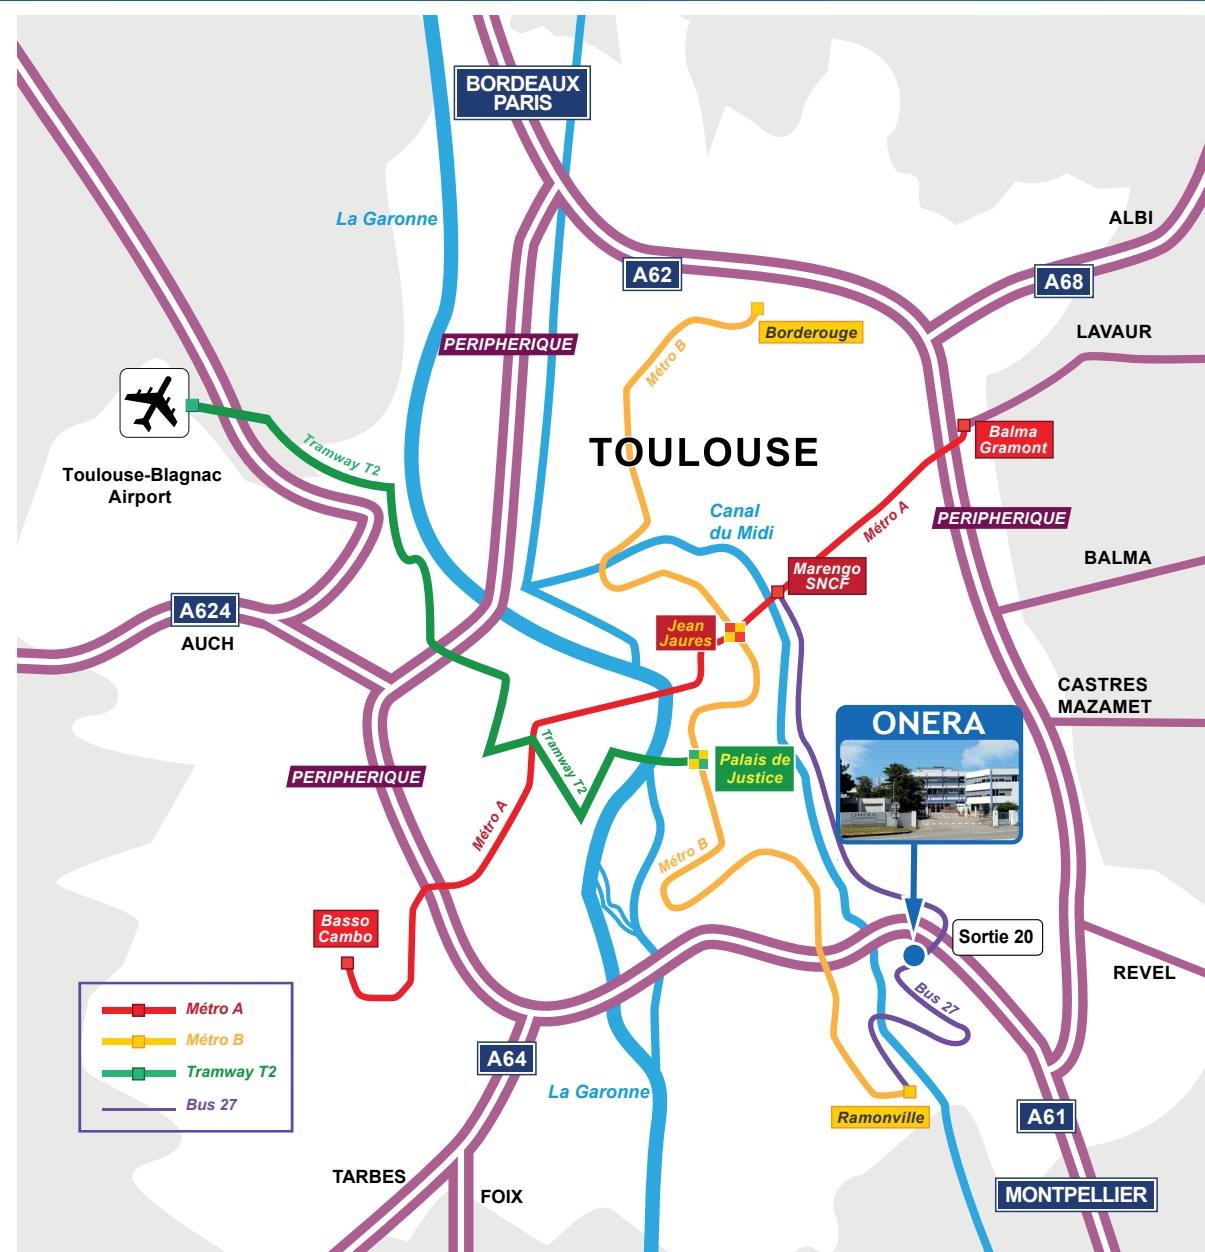 BORDEAUX
PARIS
La Garonne
ALBI
A62
A68
PERIPHERIQUE
Borderouge
LAVAUR
Métro B
TOULOUSE
Balma
Gramont
Tramway T2
Toulouse-Blagnac
Airport
Canal
du Midi
Métro A
PERIPHERIQUE
BALMA
Marengo
SNCF
A624
AUCH
Jean
Jaures
CASTRES
MAZAMET
ONERA
ONERA
PERIPHERIQUE
Tramway T2
Palais de
Justice
Métro A
Métro B
Basso
Cambo
Sortie 20
REVEL
Bus 27
Métro A
Métro B
Tramway T2
Bus 27
A64
La Garonne
Ramonville
A61
TARBES
FOIX
MONTPELLIER